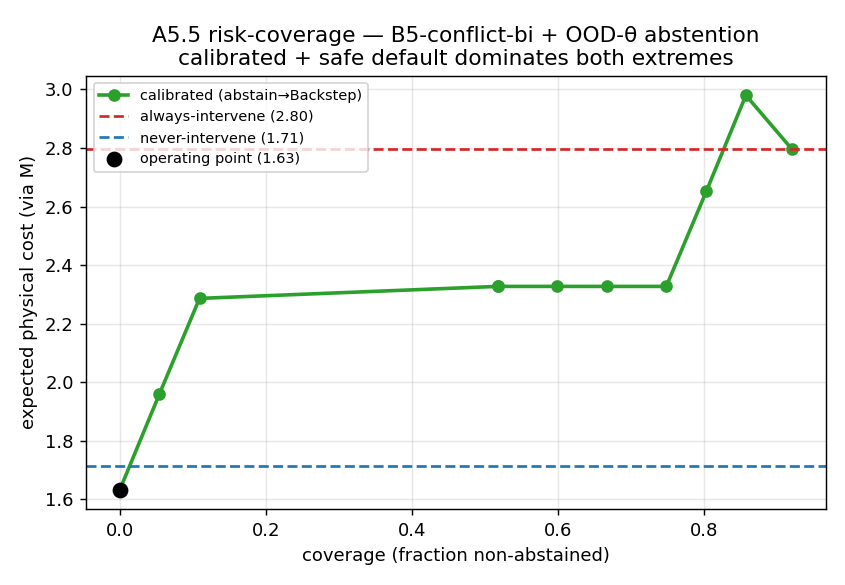 A5.5 risk-coverage — B5-conflict-bi + OOD-θ abstention
calibrated + safe default dominates both extremes
calibrated (abstain→Backstep)
always-intervene (2.80)
never-intervene (1.71)
operating point (1.63)
expected physical cost (via M)
3.0
2.8
2.6
2.4
2.2
2.0
1.8
1.6
0.0 0.2 0.4 0.6 0.8
coverage (fraction non-abstained)